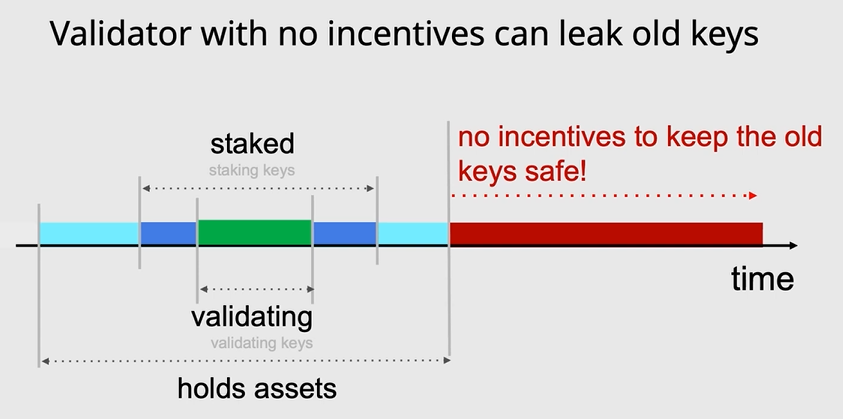 Validator with no incentives can leak old keys
staked
staking keys
no incentives to keep the old
keys safe!
time
validating
validating keys
holds assets